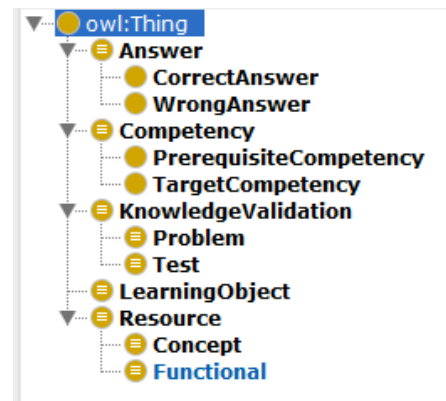 owl:Thing
Answer
CorrectAnswer
WrongAnswer
Competency
PrerequisiteCompetency
TargetCompetency
KnowledgeValidation
Problem
Test
LearningObject
Resource
Concept
Functional